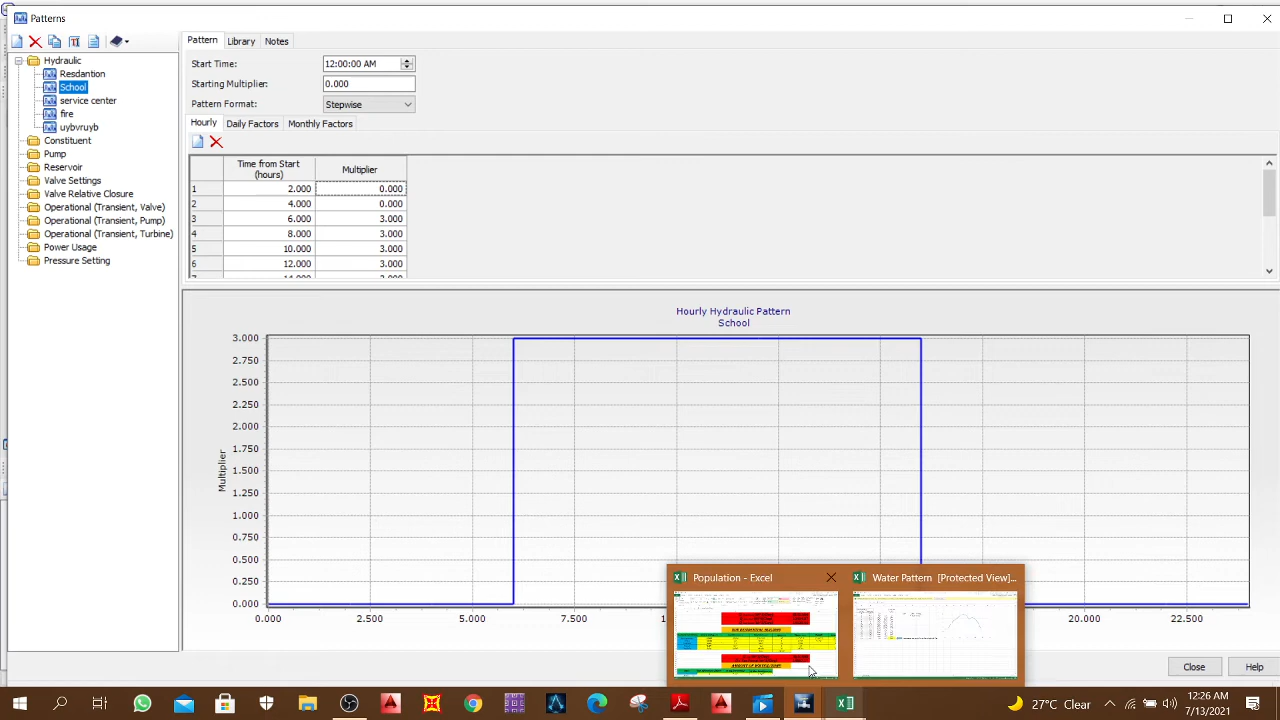 Patterns
Hydraulic
Resdantion
School
service center
fire
uybvruyb
Constituent
Pump
Reservoir
Valve Settings
Valve Relative Closure
Operational (Transient, Valve)
Operational (Transient, Pump)
Operational (Transient, Turbine)
Power Usage
Pressure Setting
Pattern Library Notes
Start Time: 12:00:00 AM
Starting Multiplier: 0.000
Pattern Format: Stepwise
Hourly Daily Factors Monthly Factors
Time from Start (hours) Multiplier
1 2.000 0.000
2 4.000 0.000
3 6.000 3.000
4 8.000 3.000
5 10.000 3.000
6 12.000 3.000
7 14.000 3.000
Hourly Hydraulic Pattern
School
Multiplier
3.000
2.750
2.500
2.250
2.000
1.750
1.500
1.250
1.000
0.750
0.500
0.250
0.000
0.000 2.500 5.000 7.500 20.000 22.500
Population - Excel
Water Pattern [Protected View]...
Close Help
27°C Clear
12:26 AM
7/13/2021